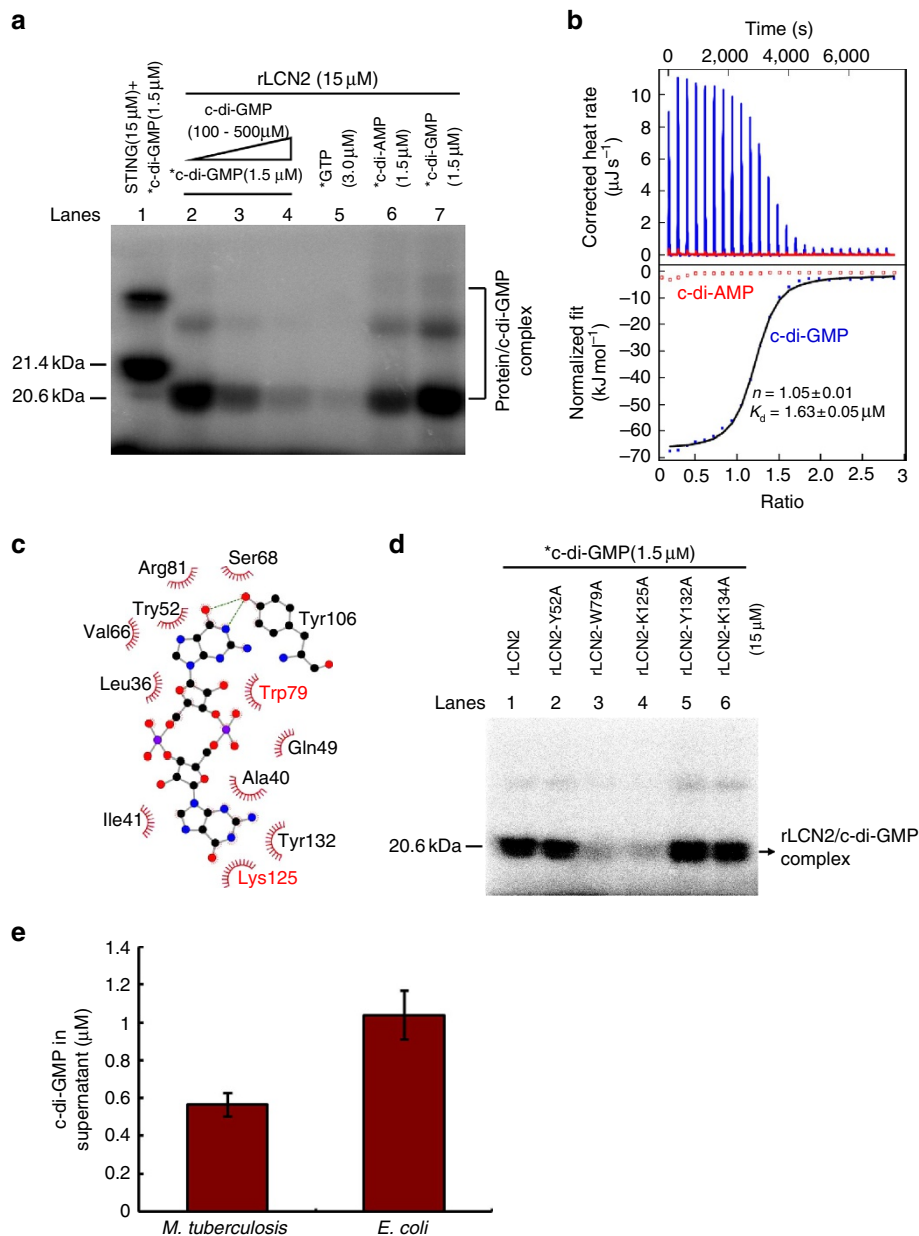 a
STING(15 μM)+
*c-di-GMP(1.5 μM)
rLCN2 (15 μM)
c-di-GMP
(100 - 500μM)
*c-di-GMP(1.5 μM)
*GTP
(3.0 μM)
*c-di-AMP
(1.5 μM)
*c-di-GMP
(1.5 μM)
Lanes 1 2 3 4 5 6 7
21.4 kDa
20.6 kDa
Protein/c-di-GMP
complex
b
Time (s)
0 2,000 4,000 6,000
Corrected heat rate
(μJ s⁻¹)
10
8
6
4
2
0
Normalized fit
(kJ mol⁻¹)
0
−10
−20
−30
−40
−50
−60
−70
c-di-AMP
c-di-GMP
n = 1.05±0.01
Kd = 1.63±0.05 μM
0 0.5 1.0 1.5 2.0 2.5 3
Ratio
c
Ser68
Arg81
Try52
Tyr106
Val66
Leu36
Trp79
Gln49
Ala40
Ile41
Tyr132
Lys125
d
*c-di-GMP(1.5 μM)
rLCN2
rLCN2-Y52A
rLCN2-W79A
rLCN2-K125A
rLCN2-Y132A
rLCN2-K134A
(15 μM)
Lanes 1 2 3 4 5 6
20.6 kDa
rLCN2/c-di-GMP
complex
e
c-di-GMP in
supernatant (μM)
1.4
1.2
1
0.8
0.6
0.4
0.2
0
M. tuberculosis E. coli